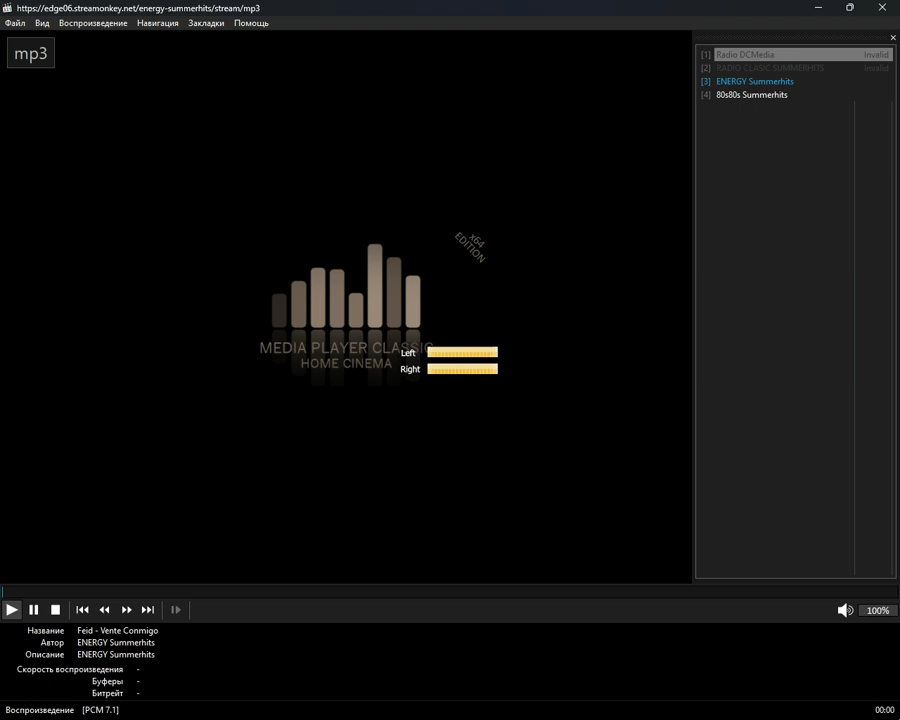 https://edge06.streamonkey.net/energy-summerhits/stream/mp3
Файл Вид Воспроизведение Навигация Закладки Помощь
mp3
[1] Radio DCMedia Invalid
[2] RADIO CLASIC SUMMERHITS Invalid
[3] ENERGY Summerhits
[4] 80s80s Summerhits
x64
EDITION
MEDIA PLAYER CLASSIC
HOME CINEMA
Left
Right
100%
Название Feid - Vente Conmigo
Автор ENERGY Summerhits
Описание ENERGY Summerhits
Скорость воспроизведения -
Буферы -
Битрейт -
Воспроизведение [PCM 7.1] 00:00